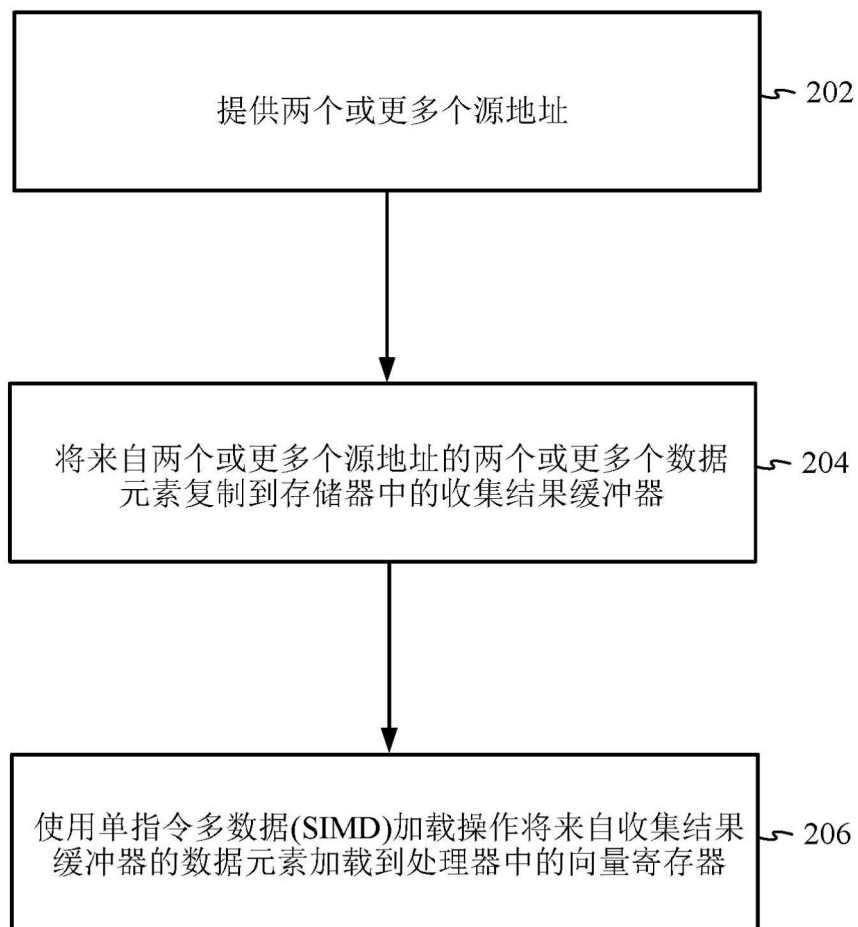 提供两个或更多个源地址
202
将来自两个或更多个源地址的两个或更多个数据
元素复制到存储器中的收集结果缓冲器
204
使用单指令多数据(SIMD)加载操作将来自收集结果
缓冲器的数据元素加载到处理器中的向量寄存器
206